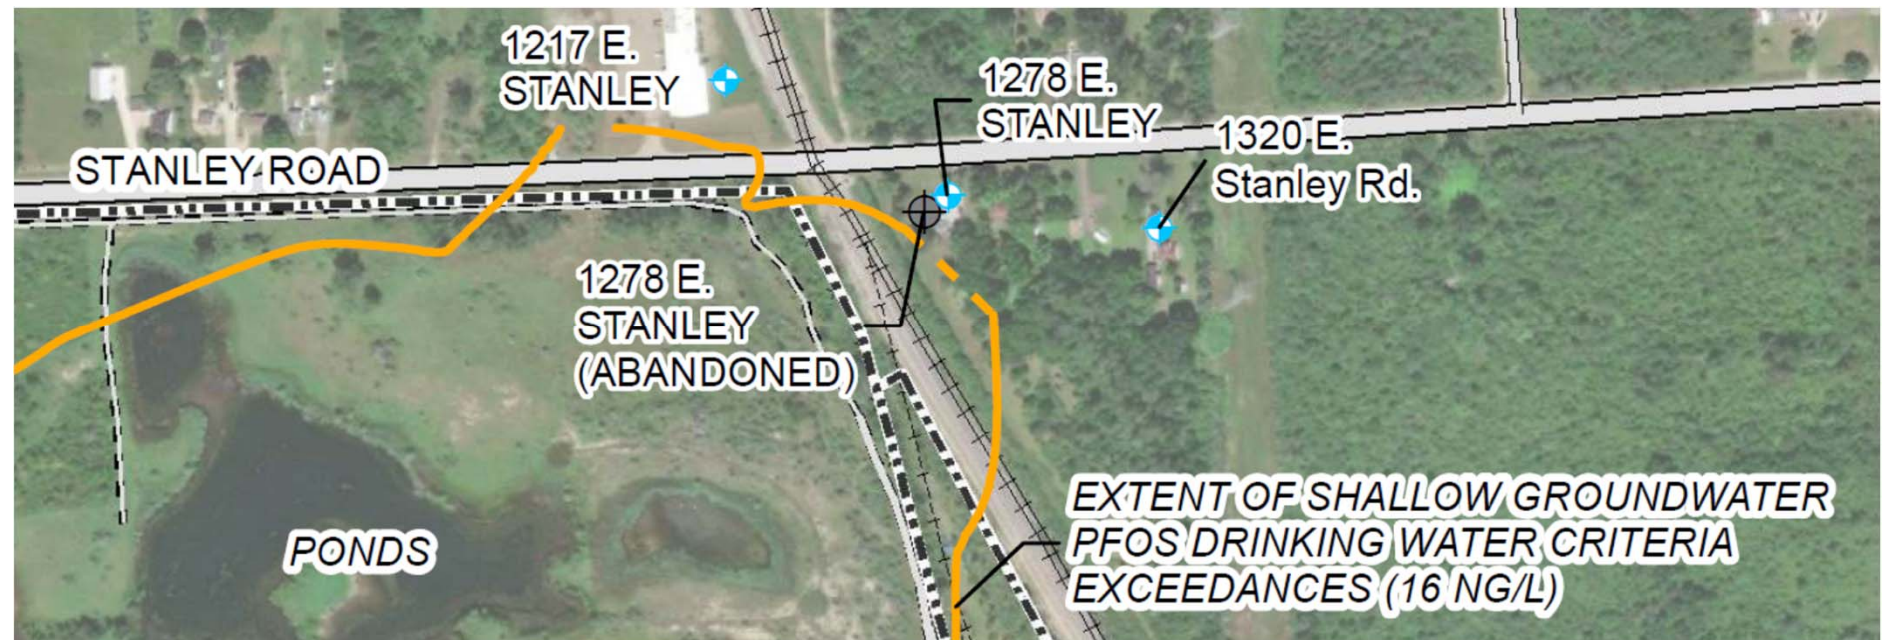 1217 E.
STANLEY
1278 E.
STANLEY
1320 E.
Stanley Rd.
STANLEY ROAD
1278 E.
STANLEY
(ABANDONED)
PONDS
EXTENT OF SHALLOW GROUNDWATER
PFOS DRINKING WATER CRITERIA
EXCEEDANCES (16 NG/L)